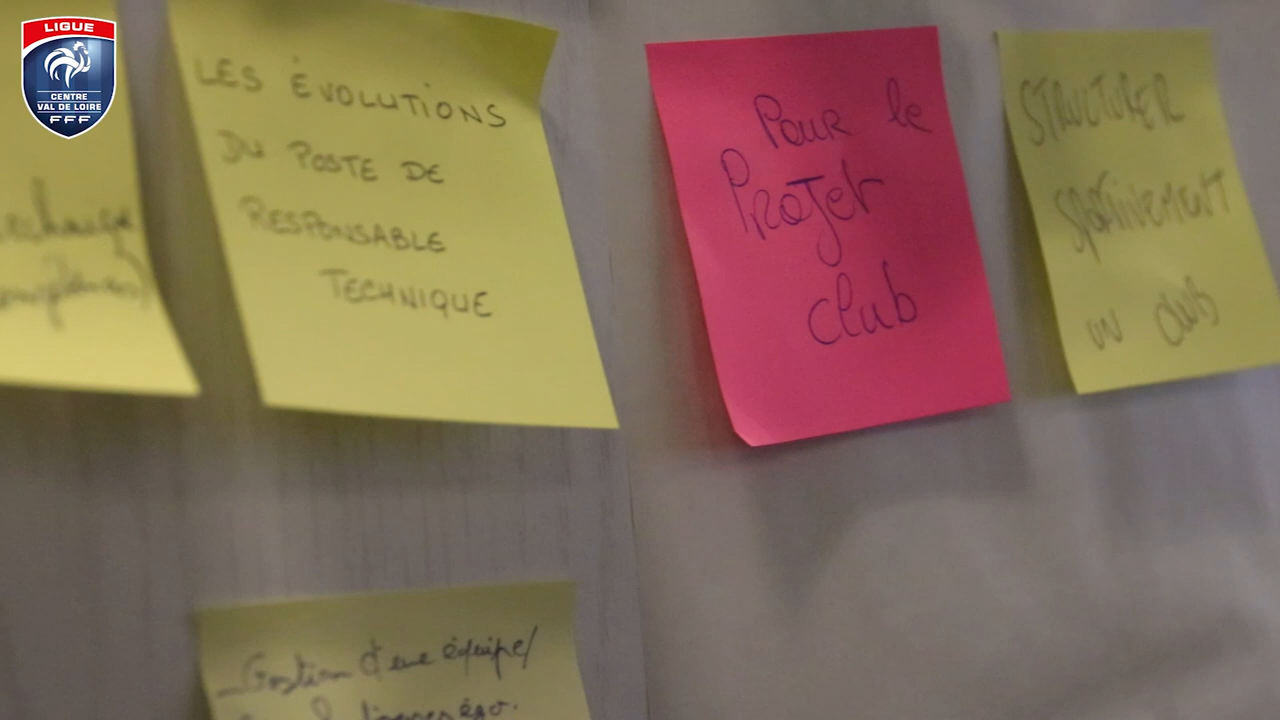 LIGUE
CENTRE
VAL DE LOIRE
FFF
LES ÉVOLUTIONS
DU POSTE DE
RESPONSABLE
TECHNIQUE
Pour le
Projet
club
STRUCTURER
SPORTIVEMENT
UN CLUB
Gestion d'une équipe/